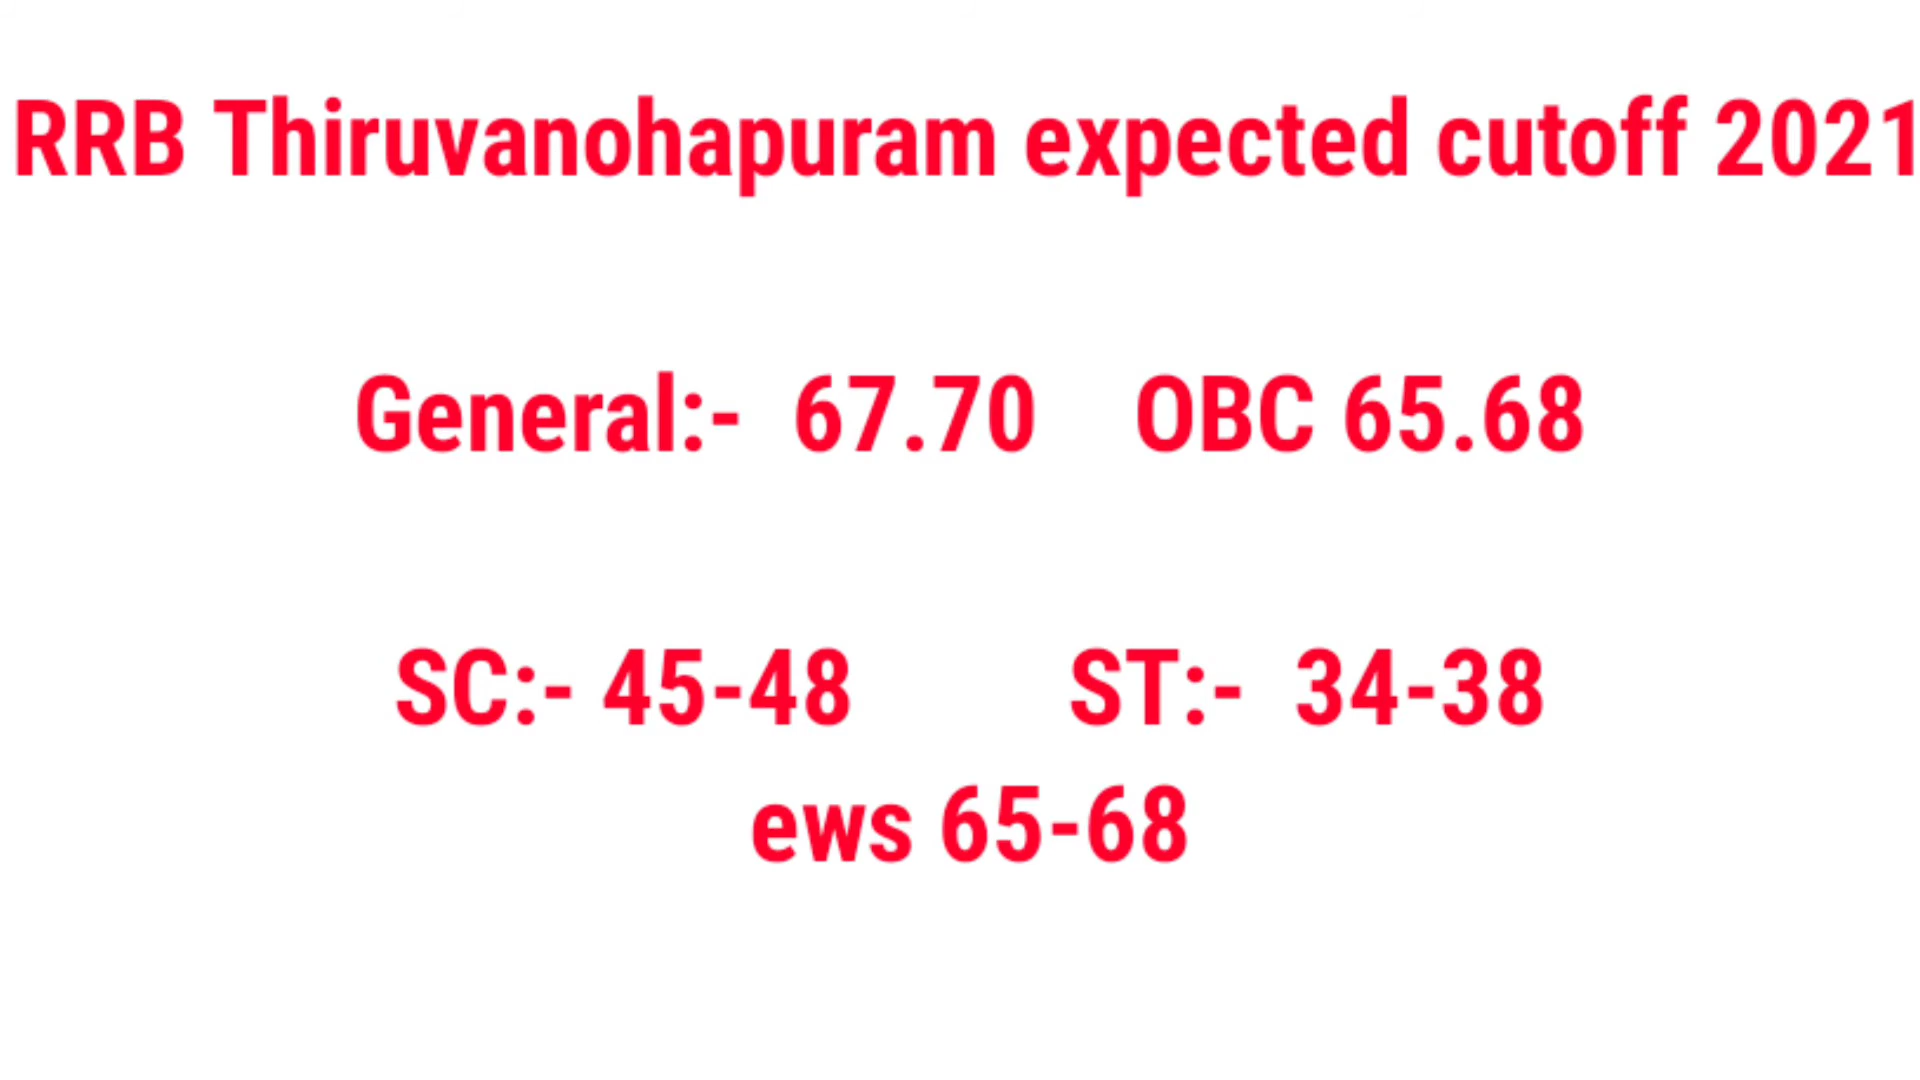 RRB Thiruvanohapuram expected cutoff 2021
General:- 67.70 OBC 65.68
SC:- 45-48 ST:- 34-38
ews 65-68